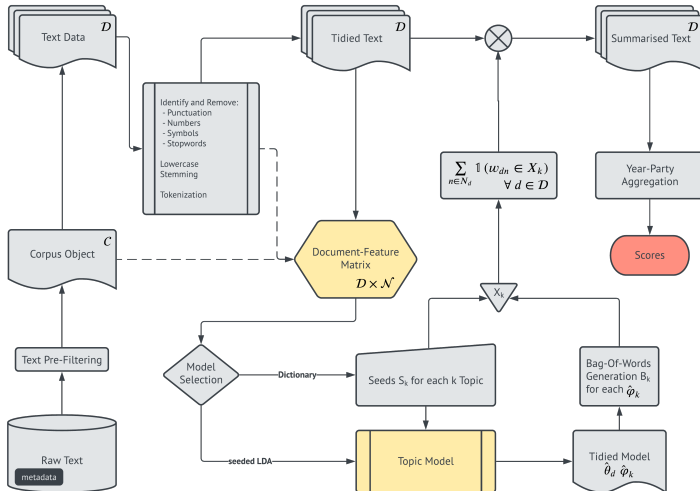 Text Data
𝒟
Tidied Text
𝒟
Summarised Text
𝒟
Identify and Remove:
- Punctuation
- Numbers
- Symbols
- Stopwords
Lowercase
Stemming
Tokenization
∑ 𝟙 (w_dn ∈ X_k)
n∈N_d
∀ d ∈ 𝒟
Year-Party
Aggregation
Corpus Object
𝒞
Document-Feature
Matrix
𝒟 × 𝒩
Scores
X_k
Text Pre-Filtering
Model
Selection
Dictionary
Seeds S_k for each k Topic
Bag-Of-Words
Generation B_k
for each φ̂_k
Raw Text
metadata
seeded LDA
Topic Model
Tidied Model
θ̂_d φ̂_k